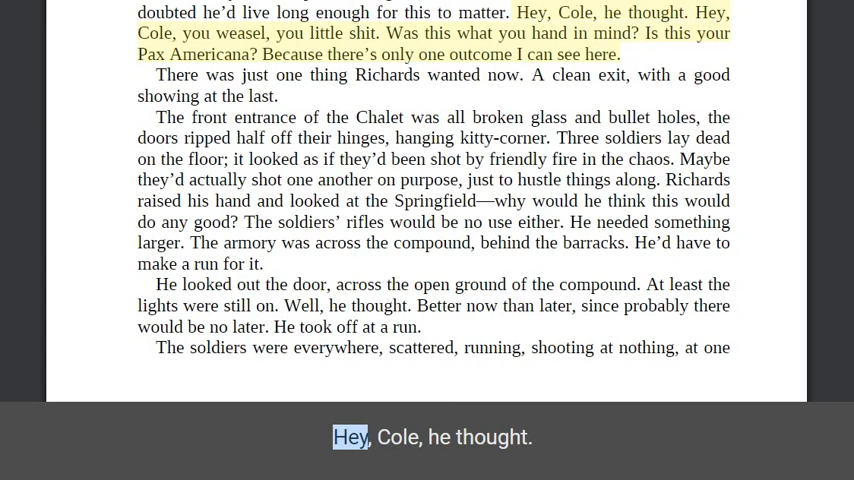 doubted he’d live long enough for this to matter. Hey, Cole, he thought. Hey,
Cole, you weasel, you little shit. Was this what you hand in mind? Is this your
Pax Americana? Because there’s only one outcome I can see here.
There was just one thing Richards wanted now. A clean exit, with a good
showing at the last.
The front entrance of the Chalet was all broken glass and bullet holes, the
doors ripped half off their hinges, hanging kitty-corner. Three soldiers lay dead
on the floor; it looked as if they’d been shot by friendly fire in the chaos. Maybe
they’d actually shot one another on purpose, just to hustle things along. Richards
raised his hand and looked at the Springfield—why would he think this would
do any good? The soldiers’ rifles would be no use either. He needed something
larger. The armory was across the compound, behind the barracks. He’d have to
make a run for it.
He looked out the door, across the open ground of the compound. At least the
lights were still on. Well, he thought. Better now than later, since probably there
would be no later. He took off at a run.
The soldiers were everywhere, scattered, running, shooting at nothing, at one
Hey, Cole, he thought.